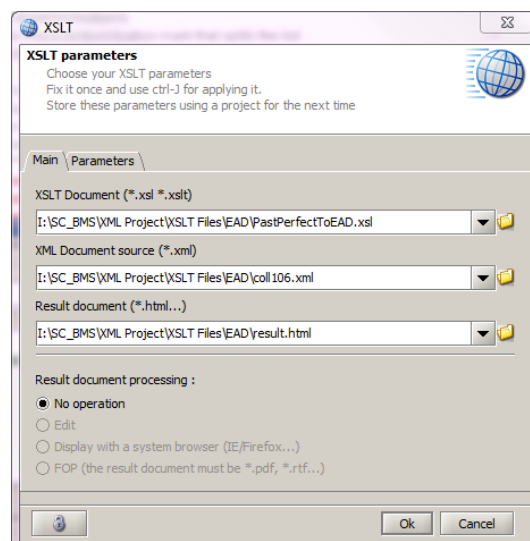 XSLT
XSLT parameters
Choose your XSLT parameters
Fix it once and use ctrl-J for applying it.
Store these parameters using a project for the next time
Main Parameters
XSLT Document (*.xsl *.xslt)
I:\SC_BMS\XML Project\XSLT Files\EAD\PastPerfectToEAD.xsl
XML Document source (*.xml)
I:\SC_BMS\XML Project\XSLT Files\EAD\coll106.xml
Result document (*.html...)
I:\SC_BMS\XML Project\XSLT Files\EAD\result.html
Result document processing :
No operation
Edit
Display with a system browser (IE/Firefox...)
FOP (the result document must be *.pdf, *.rtf...)
Ok Cancel